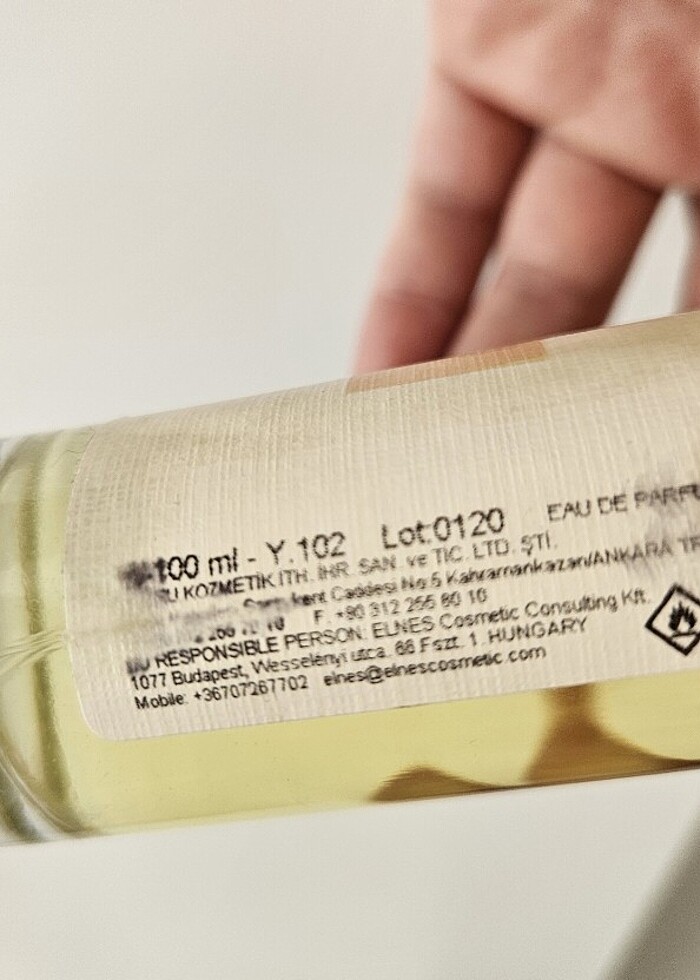 100 ml - Y.102 Lot:0120 EAU DE PARFU
KOZMETİK İTH. İHR. SAN. ve TİC. LTD. ŞTİ.
Caddesi No:5 Kahramankazan/ANKARA
F. +90 312 255 80 10
RESPONSIBLE PERSON: ELNES Cosmetic Consulting Kft.
1077 Budapest, Wesselényi utca. 68 Fszt. 1. HUNGARY
Mobile: +36707267702 elnes@elnescosmetic.com